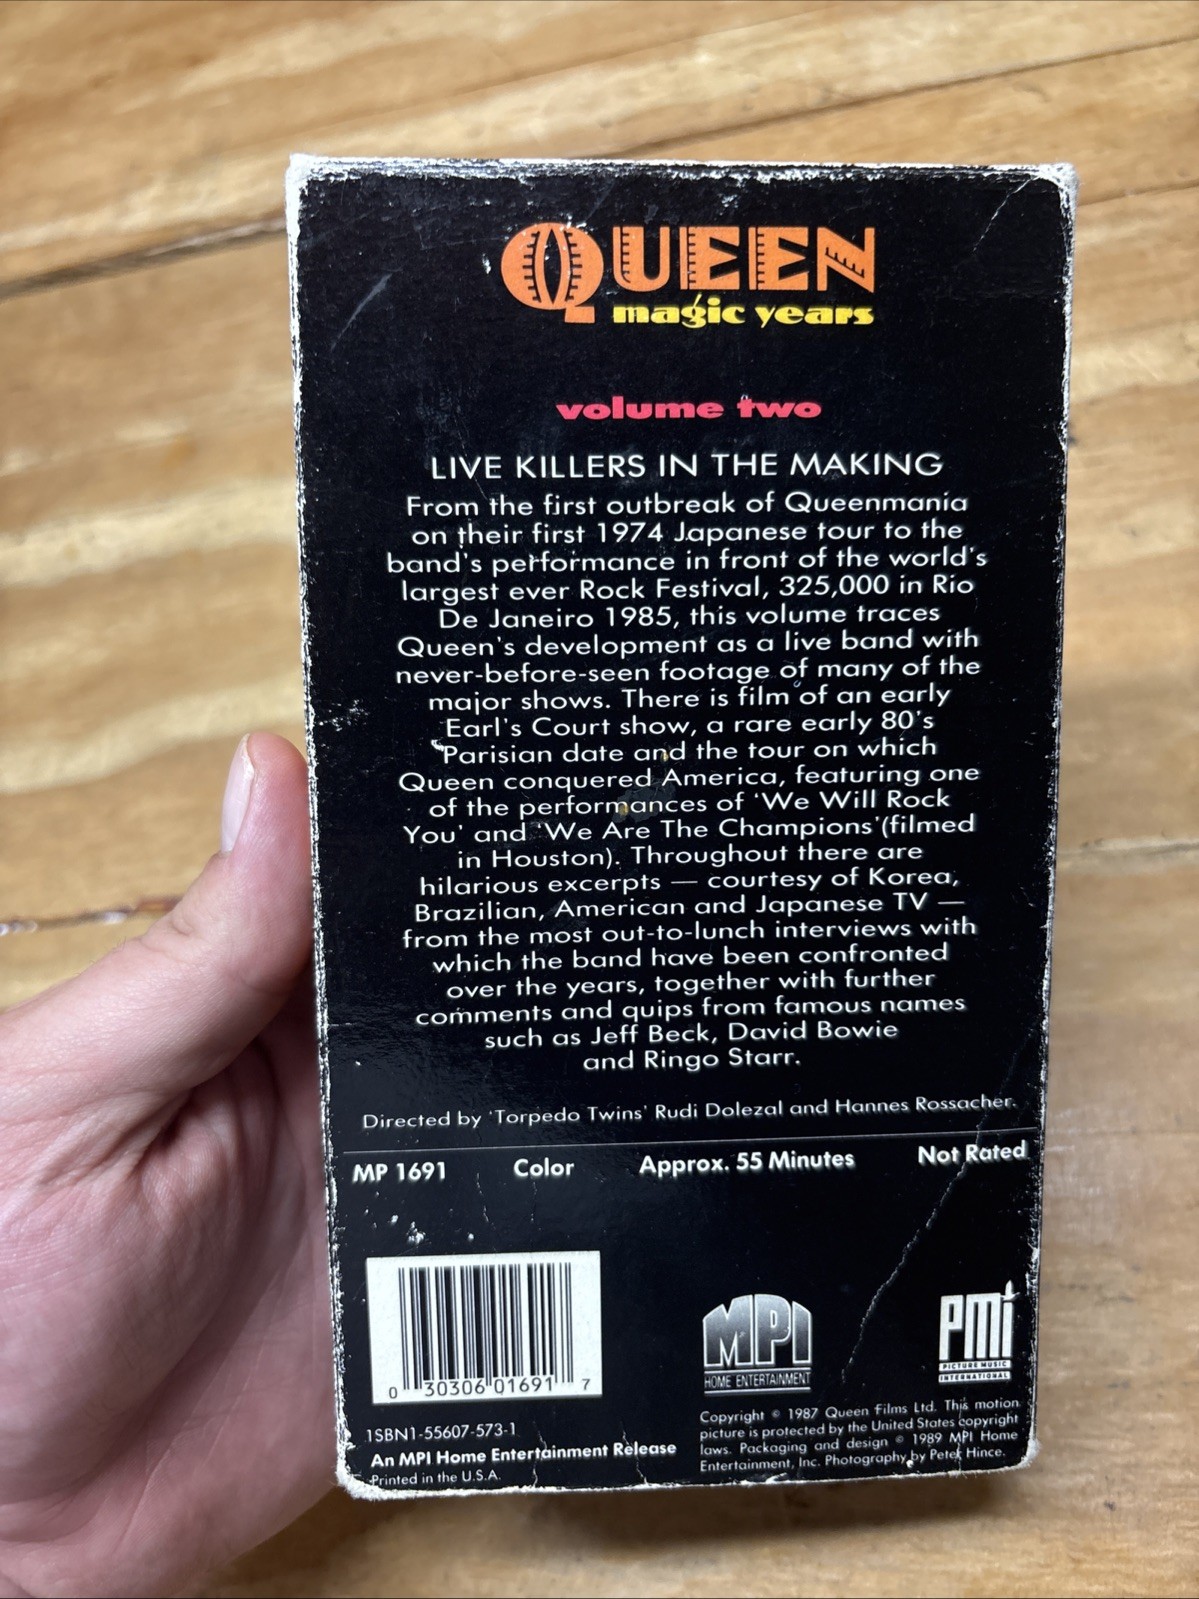 QUEEN
magic years
volume two
LIVE KILLERS IN THE MAKING
From the first outbreak of Queenmania
on their first 1974 Japanese tour to the
band's performance in front of the world's
largest ever Rock Festival, 325,000 in Rio
De Janeiro 1985, this volume traces
Queen's development as a live band with
never-before-seen footage of many of the
major shows. There is film of an early
Earl's Court show, a rare early 80's
Parisian date and the tour on which
Queen conquered America, featuring one
of the performances of 'We Will Rock
You' and 'We Are The Champions'(filmed
in Houston). Throughout there are
hilarious excerpts — courtesy of Korea,
Brazilian, American and Japanese TV —
from the most out-to-lunch interviews with
which the band have been confronted
over the years, together with further
comments and quips from famous names
such as Jeff Beck, David Bowie
and Ringo Starr.
Directed by 'Torpedo Twins' Rudi Dolezal and Hannes Rossacher.
MP 1691 Color Approx. 55 Minutes Not Rated
0 30306 01691 7
MPI
HOME ENTERTAINMENT
PMi
PICTURE MUSIC
INTERNATIONAL
1SBN1-55607-573-1
An MPI Home Entertainment Release
Printed in the U.S.A.
Copyright © 1987 Queen Films Ltd. This motion
picture is protected by the United States copyright
laws. Packaging and design © 1989 MPI Home
Entertainment, Inc. Photography by Peter Hince.